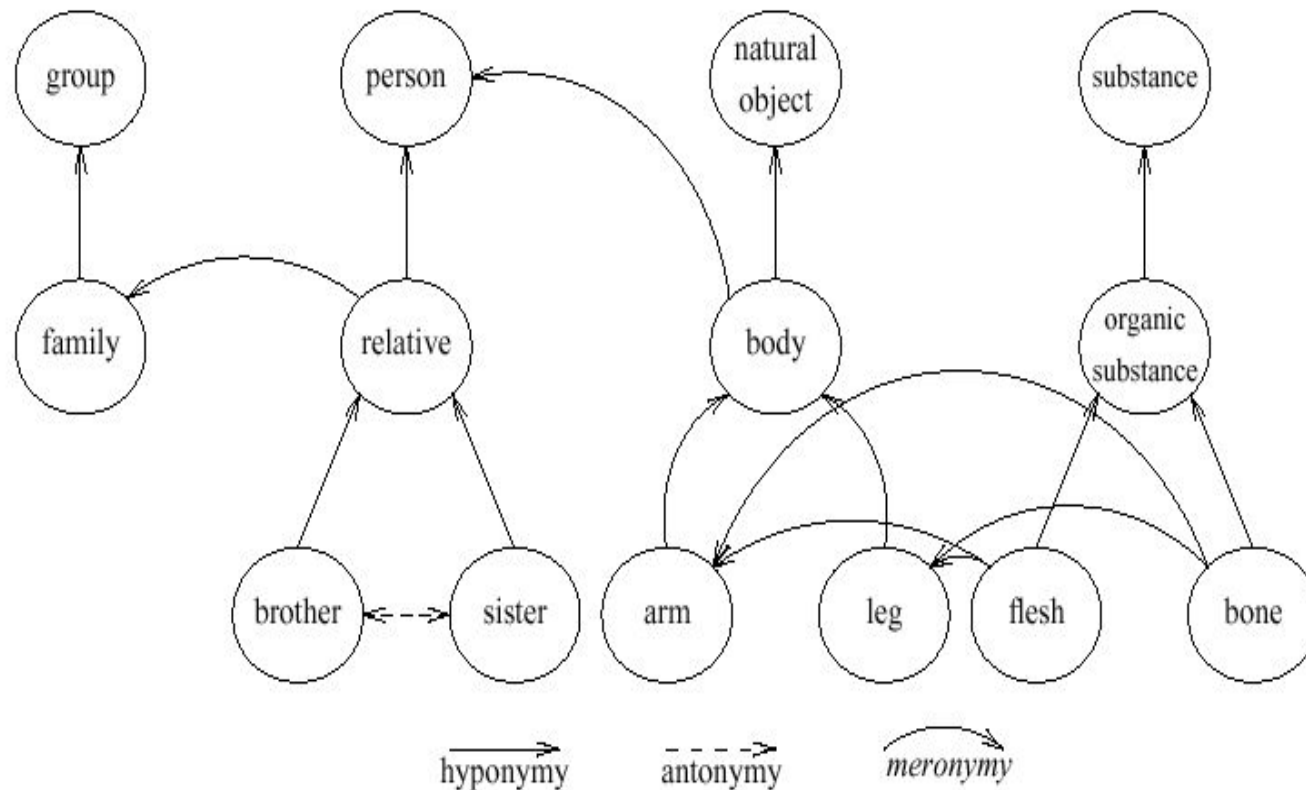 group
person
natural
object
substance
family
relative
body
organic
substance
brother
sister
arm
leg
flesh
bone
hyponymy
antonymy
meronymy